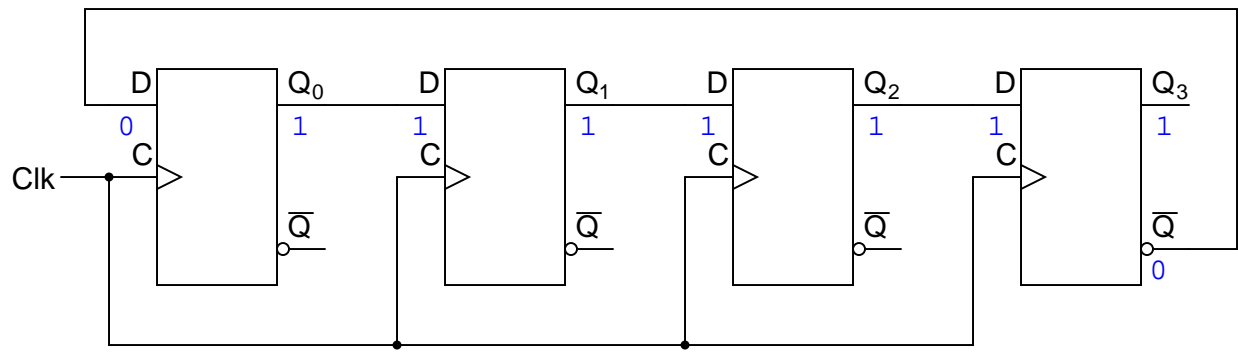 D Q0 D Q1 D Q2 D Q3
0 1 1 1 1 1 1 1
C C C C
Clk
Q̅ Q̅ Q̅ Q̅
0